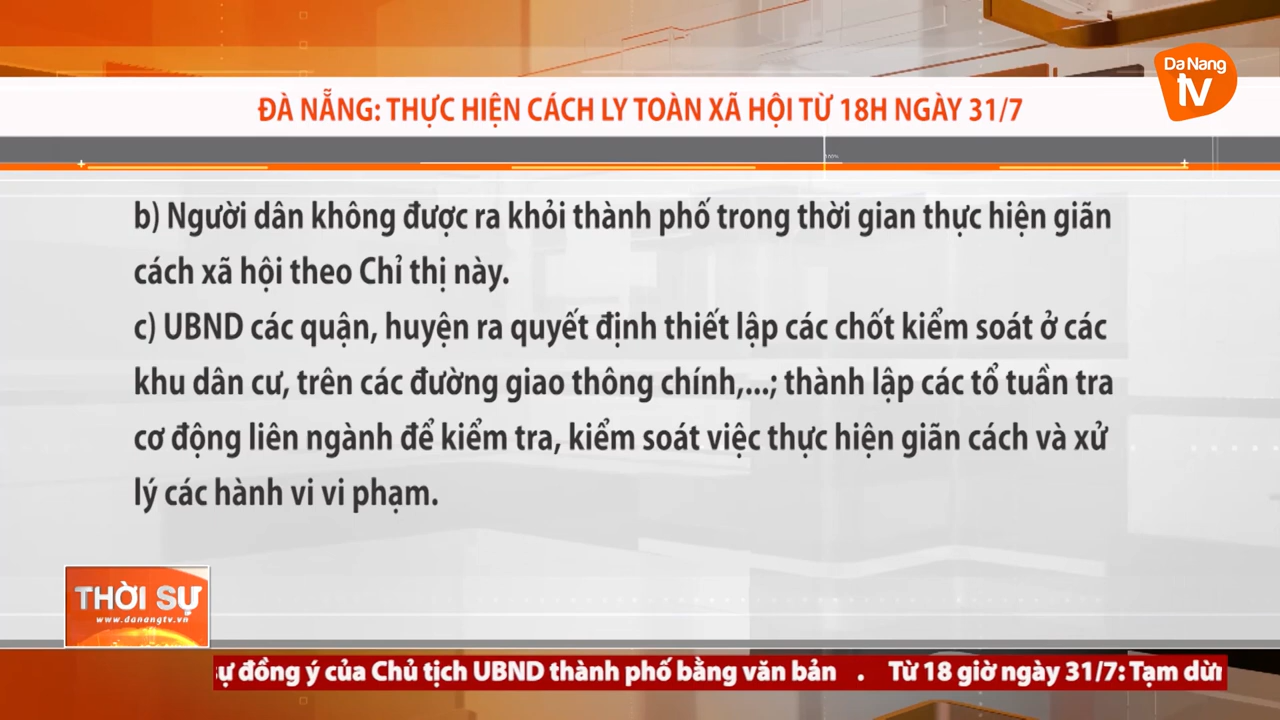 Da Nang
tv
ĐÀ NẴNG: THỰC HIỆN CÁCH LY TOÀN XÃ HỘI TỪ 18H NGÀY 31/7
100%
b) Người dân không được ra khỏi thành phố trong thời gian thực hiện giãn
cách xã hội theo Chỉ thị này.
c) UBND các quận, huyện ra quyết định thiết lập các chốt kiểm soát ở các
khu dân cư, trên các đường giao thông chính,...; thành lập các tổ tuần tra
cơ động liên ngành để kiểm tra, kiểm soát việc thực hiện giãn cách và xử
lý các hành vi vi phạm.
THỜI SỰ
www.danangtv.vn
đồng ý của Chủ tịch UBND thành phố bằng văn bản . Từ 18 giờ ngày 31/7: Tạm